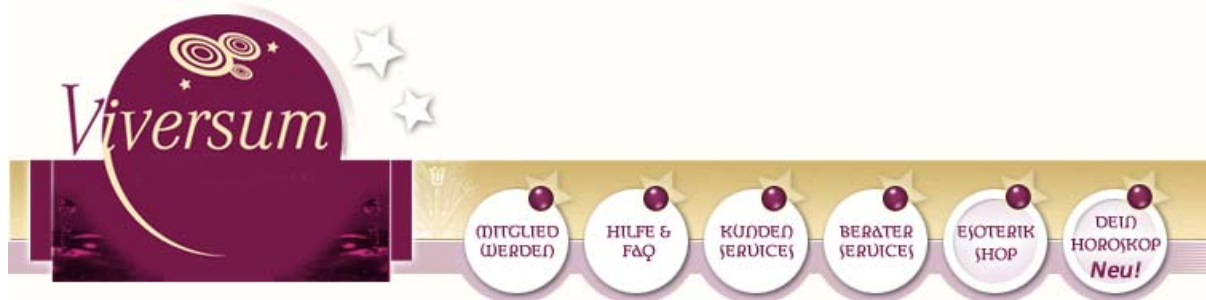 Viversum
MITGLIED
WERDEN
HILFE &
FAQ
KUNDEN
SERVICES
BERATER
SERVICES
ESOTERIK
SHOP
DEIN
HOROSKOP
Neu!